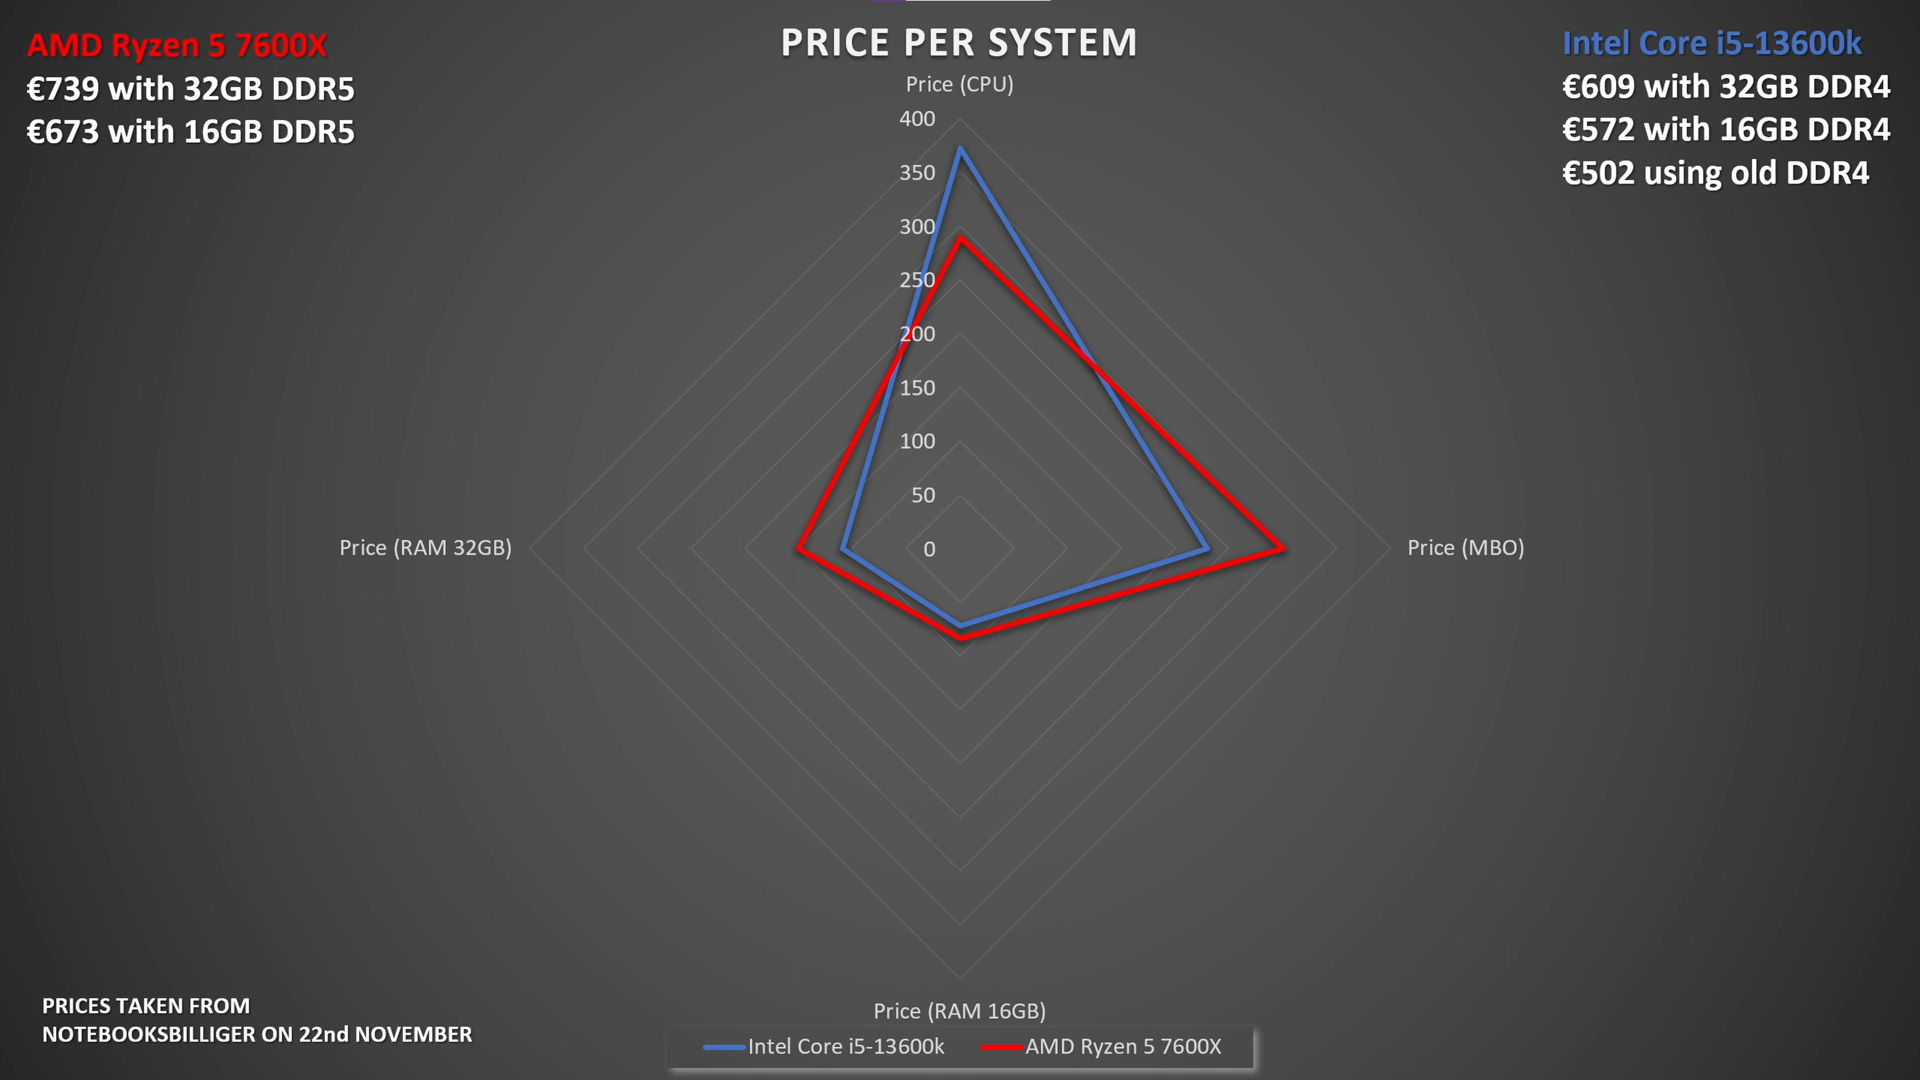 AMD Ryzen 5 7600X
€739 with 32GB DDR5
€673 with 16GB DDR5
PRICE PER SYSTEM
Intel Core i5-13600k
€609 with 32GB DDR4
€572 with 16GB DDR4
€502 using old DDR4
Price (CPU)
400
350
300
250
200
150
100
50
0
Price (RAM 32GB)
Price (MBO)
Price (RAM 16GB)
Intel Core i5-13600k
AMD Ryzen 5 7600X
PRICES TAKEN FROM
NOTEBOOKSBILLIGER ON 22nd NOVEMBER